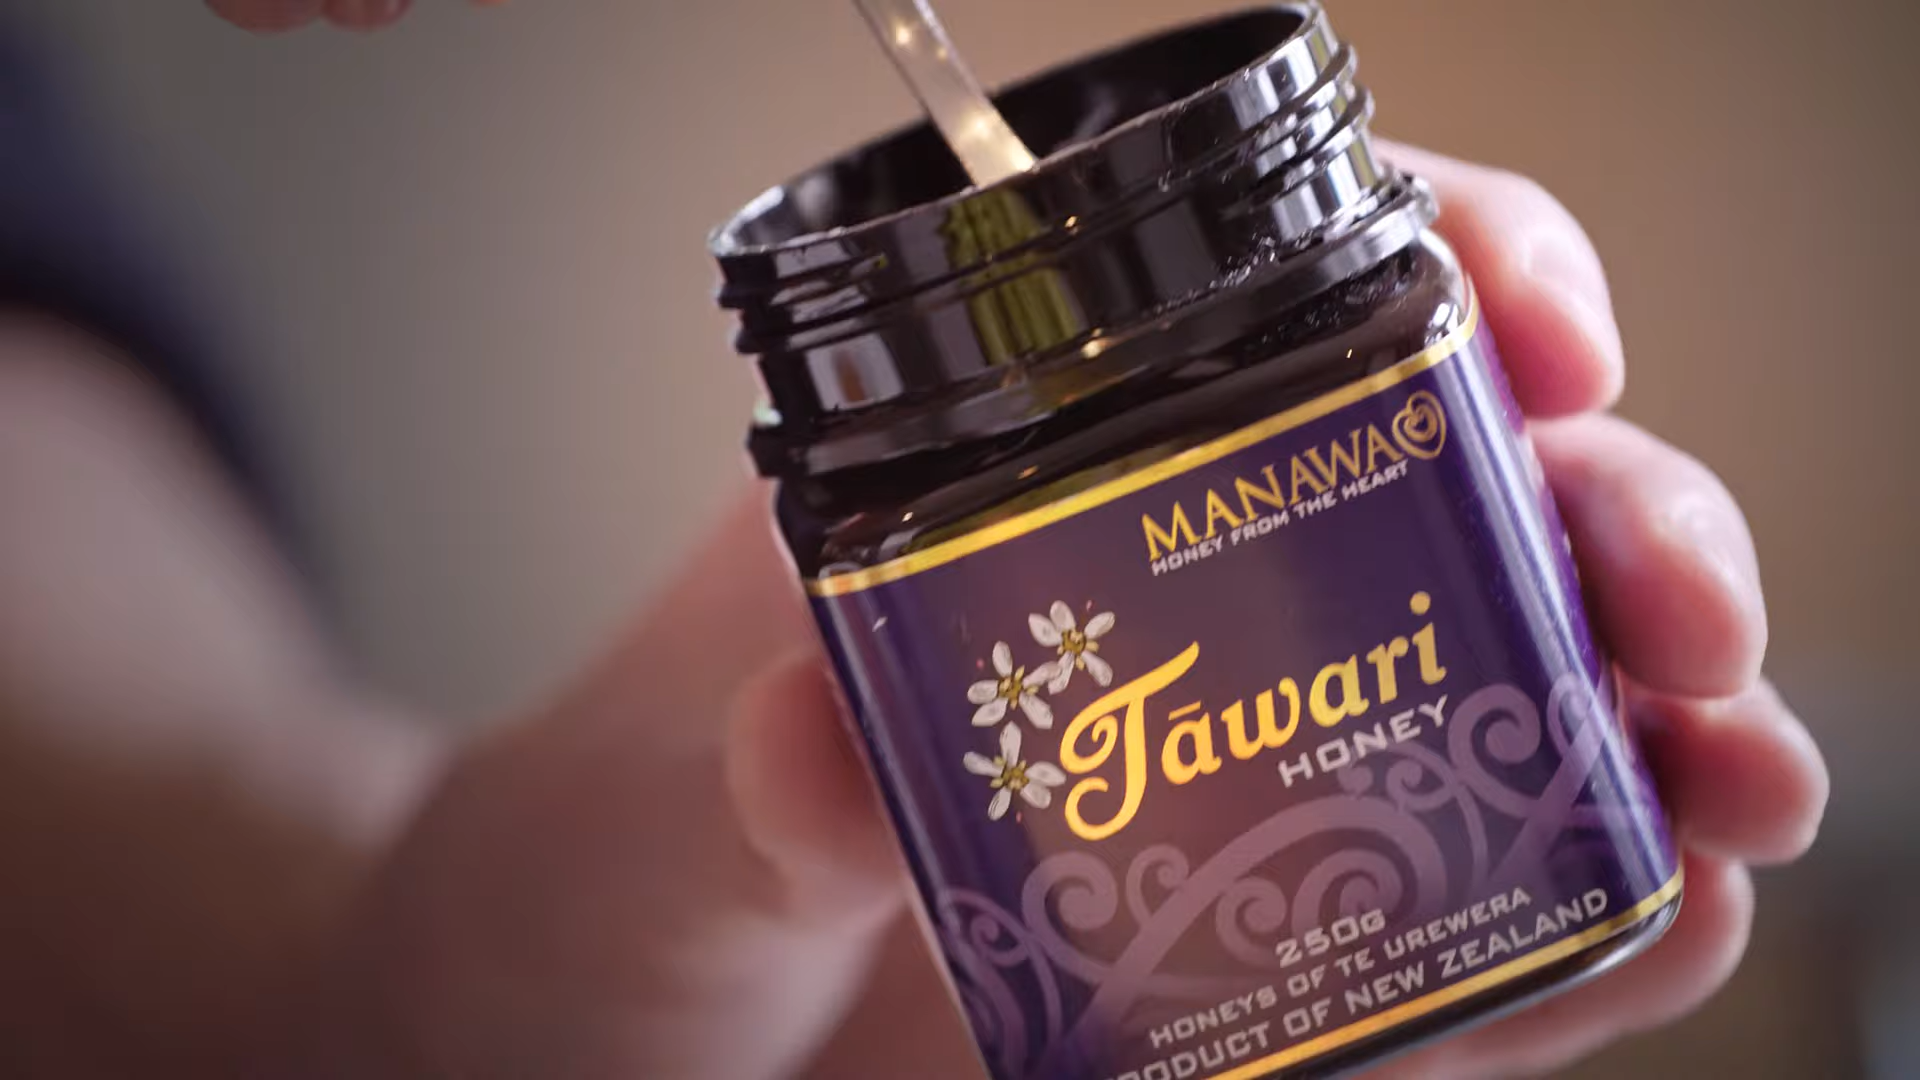 MANAWA
HONEY FROM THE HEART
Tāwari
HONEY
250G
HONEYS OF TE UREWERA
PRODUCT OF NEW ZEALAND